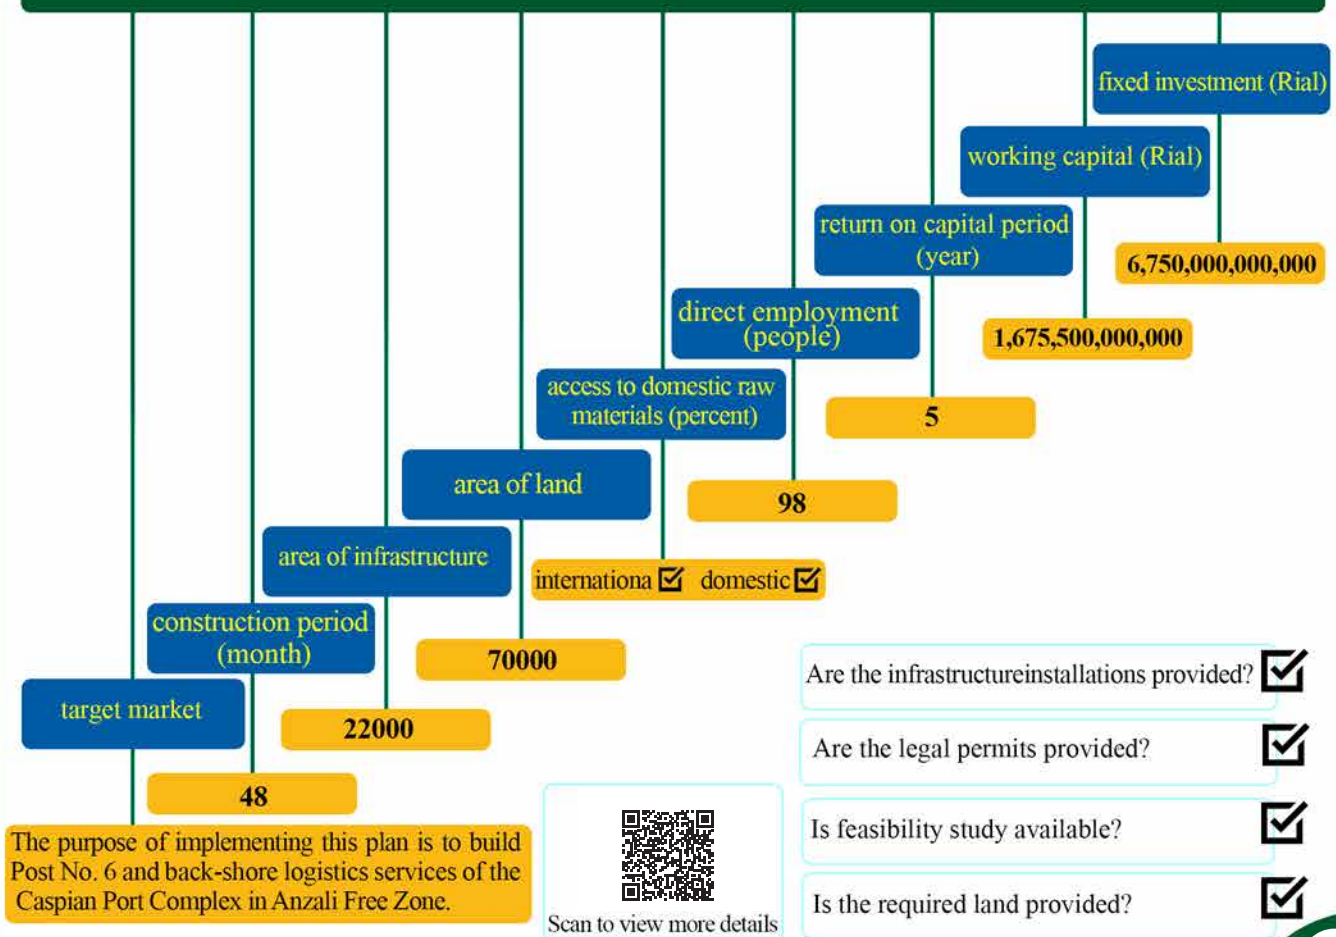 fixed investment (Rial)
6,750,000,000,000
working capital (Rial)
1,675,500,000,000
return on capital period
(year)
5
direct employment
(people)
98
access to domestic raw
materials (percent)
internationa domestic
area of land
70000
area of infrastructure
22000
construction period
(month)
48
target market
The purpose of implementing this plan is to build
Post No. 6 and back-shore logistics services of the
Caspian Port Complex in Anzali Free Zone.
Scan to view more details
Are the infrastructureinstallations provided?
Are the legal permits provided?
Is feasibility study available?
Is the required land provided?